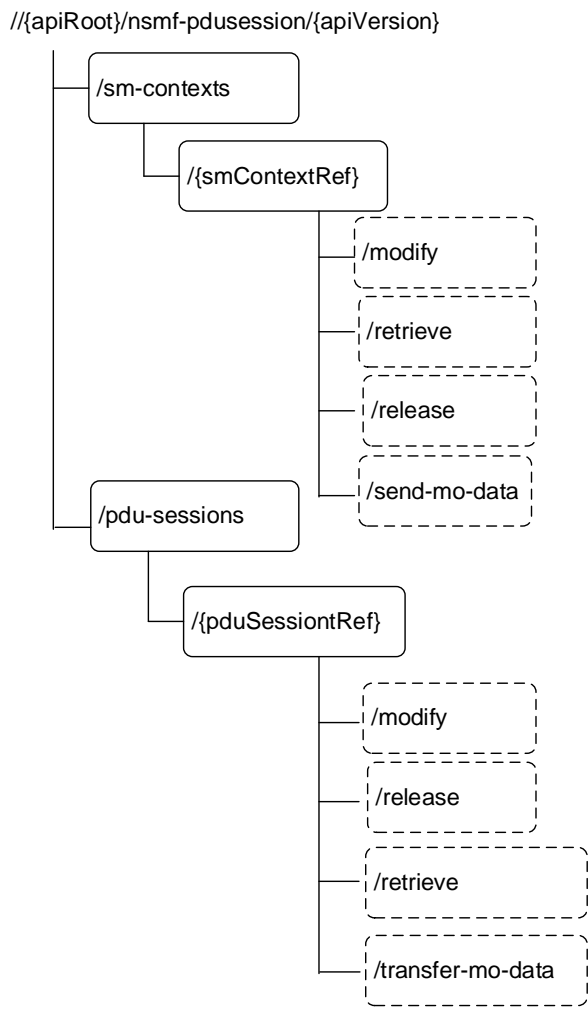 //{apiRoot}/nsmf-pdusession/{apiVersion}
/sm-contexts
/{smContextRef}
/modify
/retrieve
/release
/send-mo-data
/pdu-sessions
/{pduSessiontRef}
/modify
/release
/retrieve
/transfer-mo-data